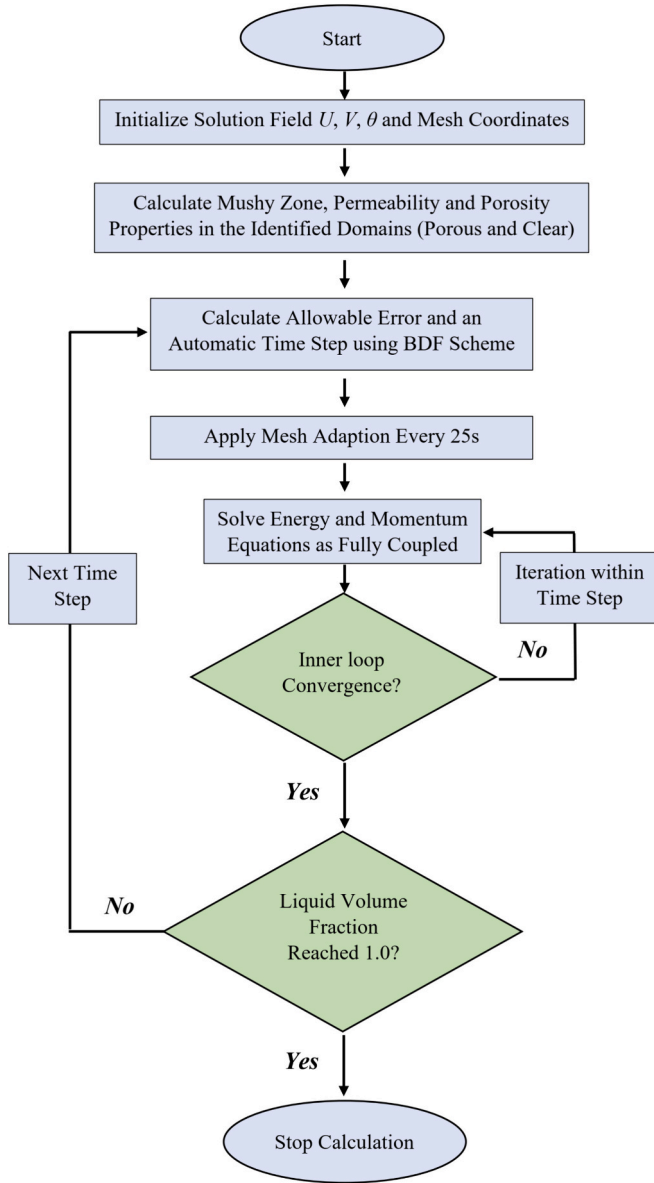 Start
Initialize Solution Field U, V, θ and Mesh Coordinates
Calculate Mushy Zone, Permeability and Porosity
Properties in the Identified Domains (Porous and Clear)
Calculate Allowable Error and an
Automatic Time Step using BDF Scheme
Apply Mesh Adaption Every 25s
Solve Energy and Momentum
Equations as Fully Coupled
Next Time
Step
Iteration within
Time Step
Inner loop
Convergence?
No
Yes
Liquid Volume
Fraction
Reached 1.0?
No
Yes
Stop Calculation